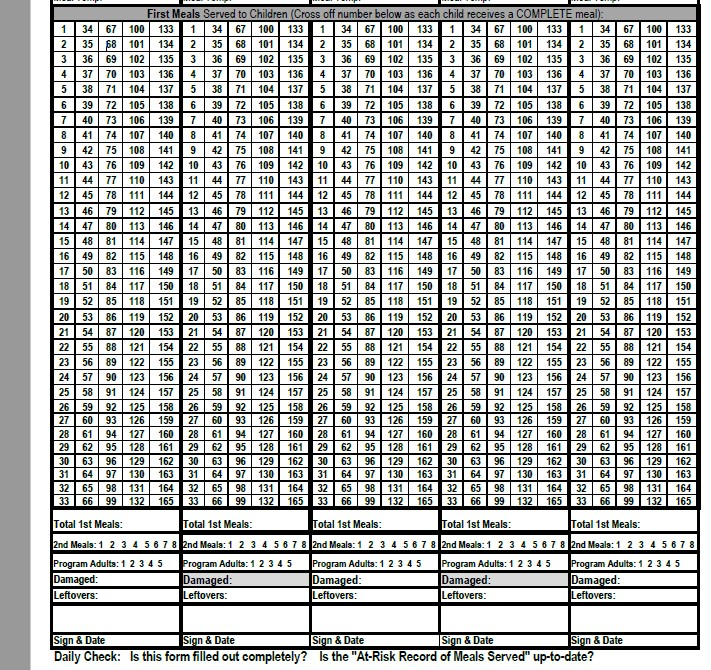 First Meals Served to Children (Cross off number below as each child receives a COMPLETE meal):
1 34 67 100 133 1 34 67 100 133 1 34 67 100 133 1 34 67 100 133 1 34 67 100 133
2 35 68 101 134 2 35 68 101 134 2 35 68 101 134 2 35 68 101 134 2 35 68 101 134
3 36 69 102 135 3 36 69 102 135 3 36 69 102 135 3 36 69 102 135 3 36 69 102 135
4 37 70 103 136 4 37 70 103 136 4 37 70 103 136 4 37 70 103 136 4 37 70 103 136
5 38 71 104 137 5 38 71 104 137 5 38 71 104 137 5 38 71 104 137 5 38 71 104 137
6 39 72 105 138 6 39 72 105 138 6 39 72 105 138 6 39 72 105 138 6 39 72 105 138
7 40 73 106 139 7 40 73 106 139 7 40 73 106 139 7 40 73 106 139 7 40 73 106 139
8 41 74 107 140 8 41 74 107 140 8 41 74 107 140 8 41 74 107 140 8 41 74 107 140
9 42 75 108 141 9 42 75 108 141 9 42 75 108 141 9 42 75 108 141 9 42 75 108 141
10 43 76 109 142 10 43 76 109 142 10 43 76 109 142 10 43 76 109 142 10 43 76 109 142
11 44 77 110 143 11 44 77 110 143 11 44 77 110 143 11 44 77 110 143 11 44 77 110 143
12 45 78 111 144 12 45 78 111 144 12 45 78 111 144 12 45 78 111 144 12 45 78 111 144
13 46 79 112 145 13 46 79 112 145 13 46 79 112 145 13 46 79 112 145 13 46 79 112 145
14 47 80 113 146 14 47 80 113 146 14 47 80 113 146 14 47 80 113 146 14 47 80 113 146
15 48 81 114 147 15 48 81 114 147 15 48 81 114 147 15 48 81 114 147 15 48 81 114 147
16 49 82 115 148 16 49 82 115 148 16 49 82 115 148 16 49 82 115 148 16 49 82 115 148
17 50 83 116 149 17 50 83 116 149 17 50 83 116 149 17 50 83 116 149 17 50 83 116 149
18 51 84 117 150 18 51 84 117 150 18 51 84 117 150 18 51 84 117 150 18 51 84 117 150
19 52 85 118 151 19 52 85 118 151 19 52 85 118 151 19 52 85 118 151 19 52 85 118 151
20 53 86 119 152 20 53 86 119 152 20 53 86 119 152 20 53 86 119 152 20 53 86 119 152
21 54 87 120 153 21 54 87 120 153 21 54 87 120 153 21 54 87 120 153 21 54 87 120 153
22 55 88 121 154 22 55 88 121 154 22 55 88 121 154 22 55 88 121 154 22 55 88 121 154
23 56 89 122 155 23 56 89 122 155 23 56 89 122 155 23 56 89 122 155 23 56 89 122 155
24 57 90 123 156 24 57 90 123 156 24 57 90 123 156 24 57 90 123 156 24 57 90 123 156
25 58 91 124 157 25 58 91 124 157 25 58 91 124 157 25 58 91 124 157 25 58 91 124 157
26 59 92 125 158 26 59 92 125 158 26 59 92 125 158 26 59 92 125 158 26 59 92 125 158
27 60 93 126 159 27 60 93 126 159 27 60 93 126 159 27 60 93 126 159 27 60 93 126 159
28 61 94 127 160 28 61 94 127 160 28 61 94 127 160 28 61 94 127 160 28 61 94 127 160
29 62 95 128 161 29 62 95 128 161 29 62 95 128 161 29 62 95 128 161 29 62 95 128 161
30 63 96 129 162 30 63 96 129 162 30 63 96 129 162 30 63 96 129 162 30 63 96 129 162
31 64 97 130 163 31 64 97 130 163 31 64 97 130 163 31 64 97 130 163 31 64 97 130 163
32 65 98 131 164 32 65 98 131 164 32 65 98 131 164 32 65 98 131 164 32 65 98 131 164
33 66 99 132 165 33 66 99 132 165 33 66 99 132 165 33 66 99 132 165 33 66 99 132 165
Total 1st Meals: Total 1st Meals: Total 1st Meals: Total 1st Meals: Total 1st Meals:
2nd Meals: 1 2 3 4 5 6 7 8 2nd Meals: 1 2 3 4 5 6 7 8 2nd Meals: 1 2 3 4 5 6 7 8 2nd Meals: 1 2 3 4 5 6 7 8 2nd Meals: 1 2 3 4 5 6 7 8
Program Adults: 1 2 3 4 5 Program Adults: 1 2 3 4 5 Program Adults: 1 2 3 4 5 Program Adults: 1 2 3 4 5 Program Adults: 1 2 3 4 5
Damaged: Damaged: Damaged: Damaged: Damaged:
Leftovers: Leftovers: Leftovers: Leftovers: Leftovers:
Sign & Date Sign & Date Sign & Date Sign & Date Sign & Date
Daily Check: Is this form filled out completely? Is the "At-Risk Record of Meals Served" up-to-date?